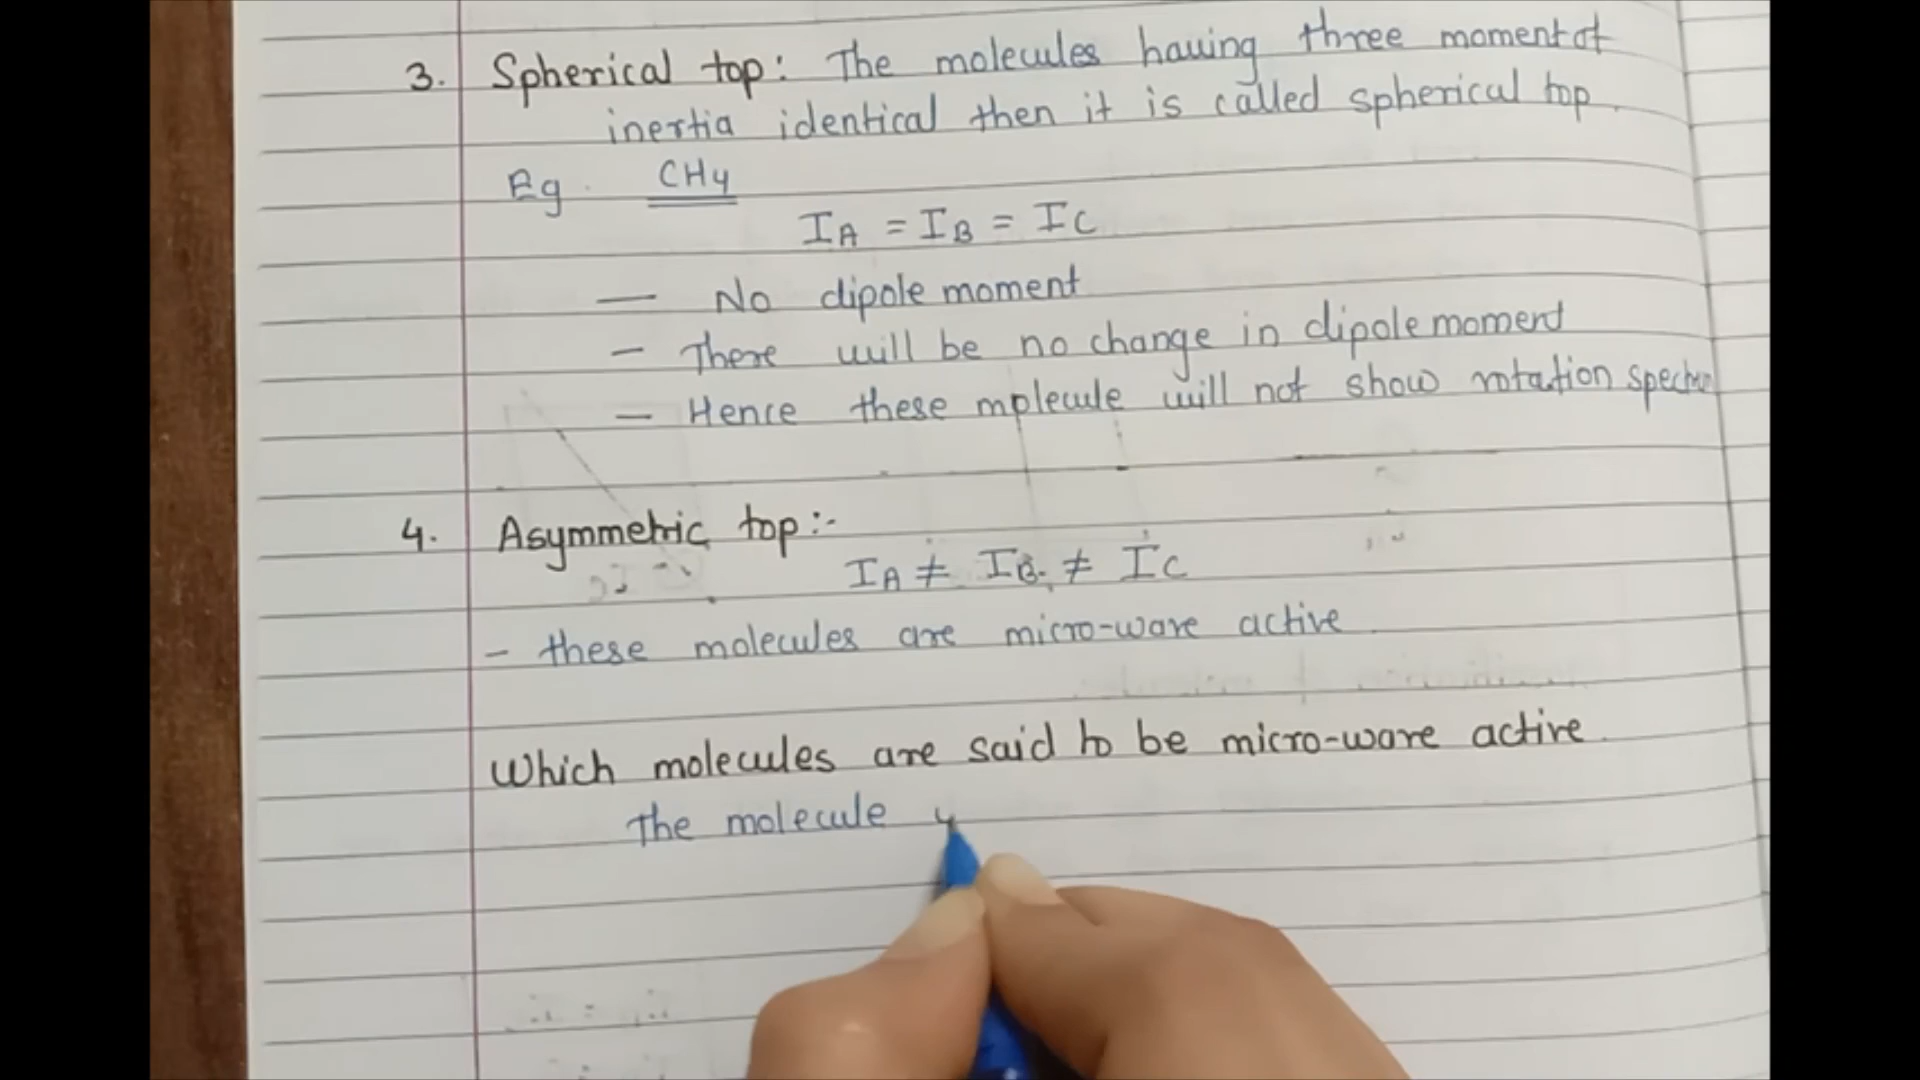 3. Spherical top: The molecules having three moment of
inertia identical then it is called spherical top.
Eg. CH4
IA = IB = IC
— No dipole moment
— There will be no change in dipole moment
— Hence these molecule will not show rotation
4. Asymmetric top:-
IA ≠ IB ≠ IC
- these molecules are micro-wave active
Which molecules are said to be micro-wave active.
The molecule